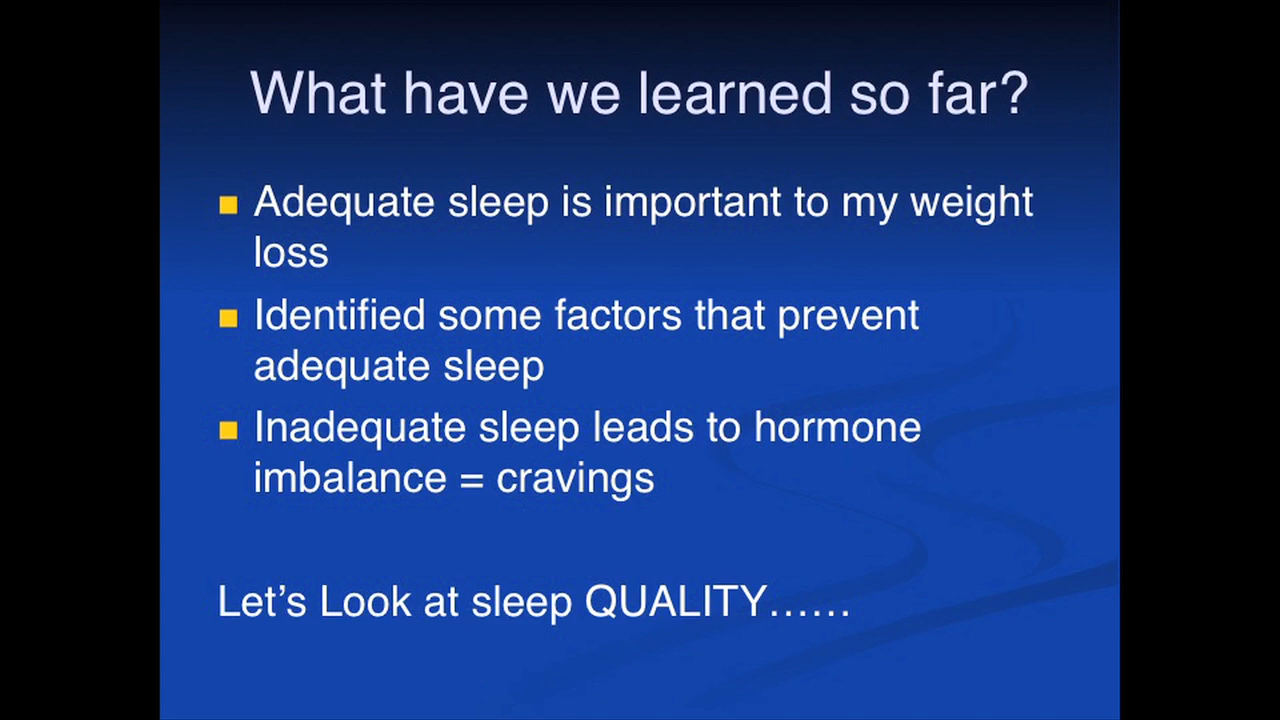 What have we learned so far?
Adequate sleep is important to my weight
loss
Identified some factors that prevent
adequate sleep
Inadequate sleep leads to hormone
imbalance = cravings
Let’s Look at sleep QUALITY……